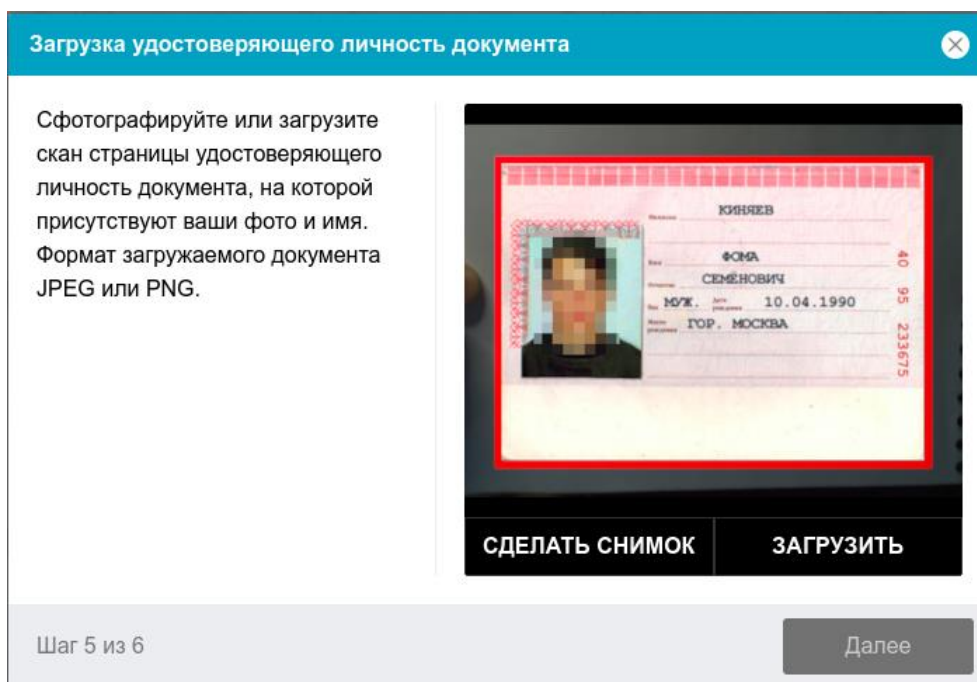 Загрузка удостоверяющего личность документа
Сфотографируйте или загрузите
скан страницы удостоверяющего
личность документа, на которой
присутствуют ваши фото и имя.
Формат загружаемого документа
JPEG или PNG.
КИНЯЕВ
ФОМА
СЕМЁНОВИЧ
МУЖ. 10.04.1990
ГОР. МОСКВА
40 95 233675
СДЕЛАТЬ СНИМОК
ЗАГРУЗИТЬ
Шаг 5 из 6
Далее